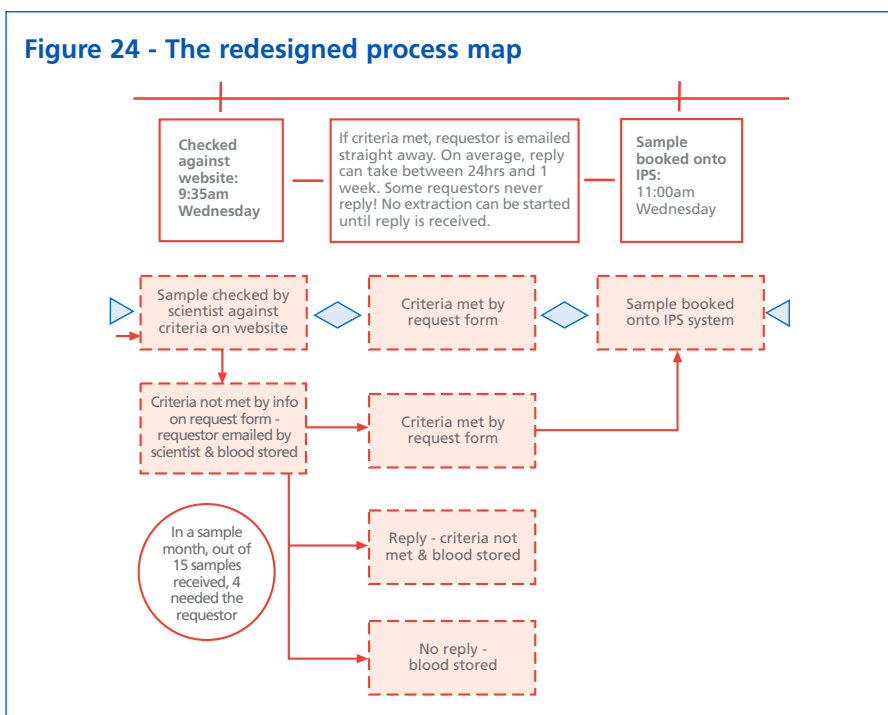 Figure 24 - The redesigned process map
Checked
against
website:
9:35am
Wednesday
If criteria met, requestor is emailed
straight away. On average, reply
can take between 24hrs and 1
week. Some requestors never
reply! No extraction can be started
until reply is received.
Sample
booked onto
IPS:
11:00am
Wednesday
Sample checked by
scientist against
criteria on website
Criteria met by
request form
Sample booked
onto IPS system
Criteria not met by info
on request form -
requestor emailed by
scientist & blood stored
Criteria met by
request form
In a sample
month, out of
15 samples
received, 4
needed the
requestor
Reply - criteria not
met & blood stored
No reply -
blood stored